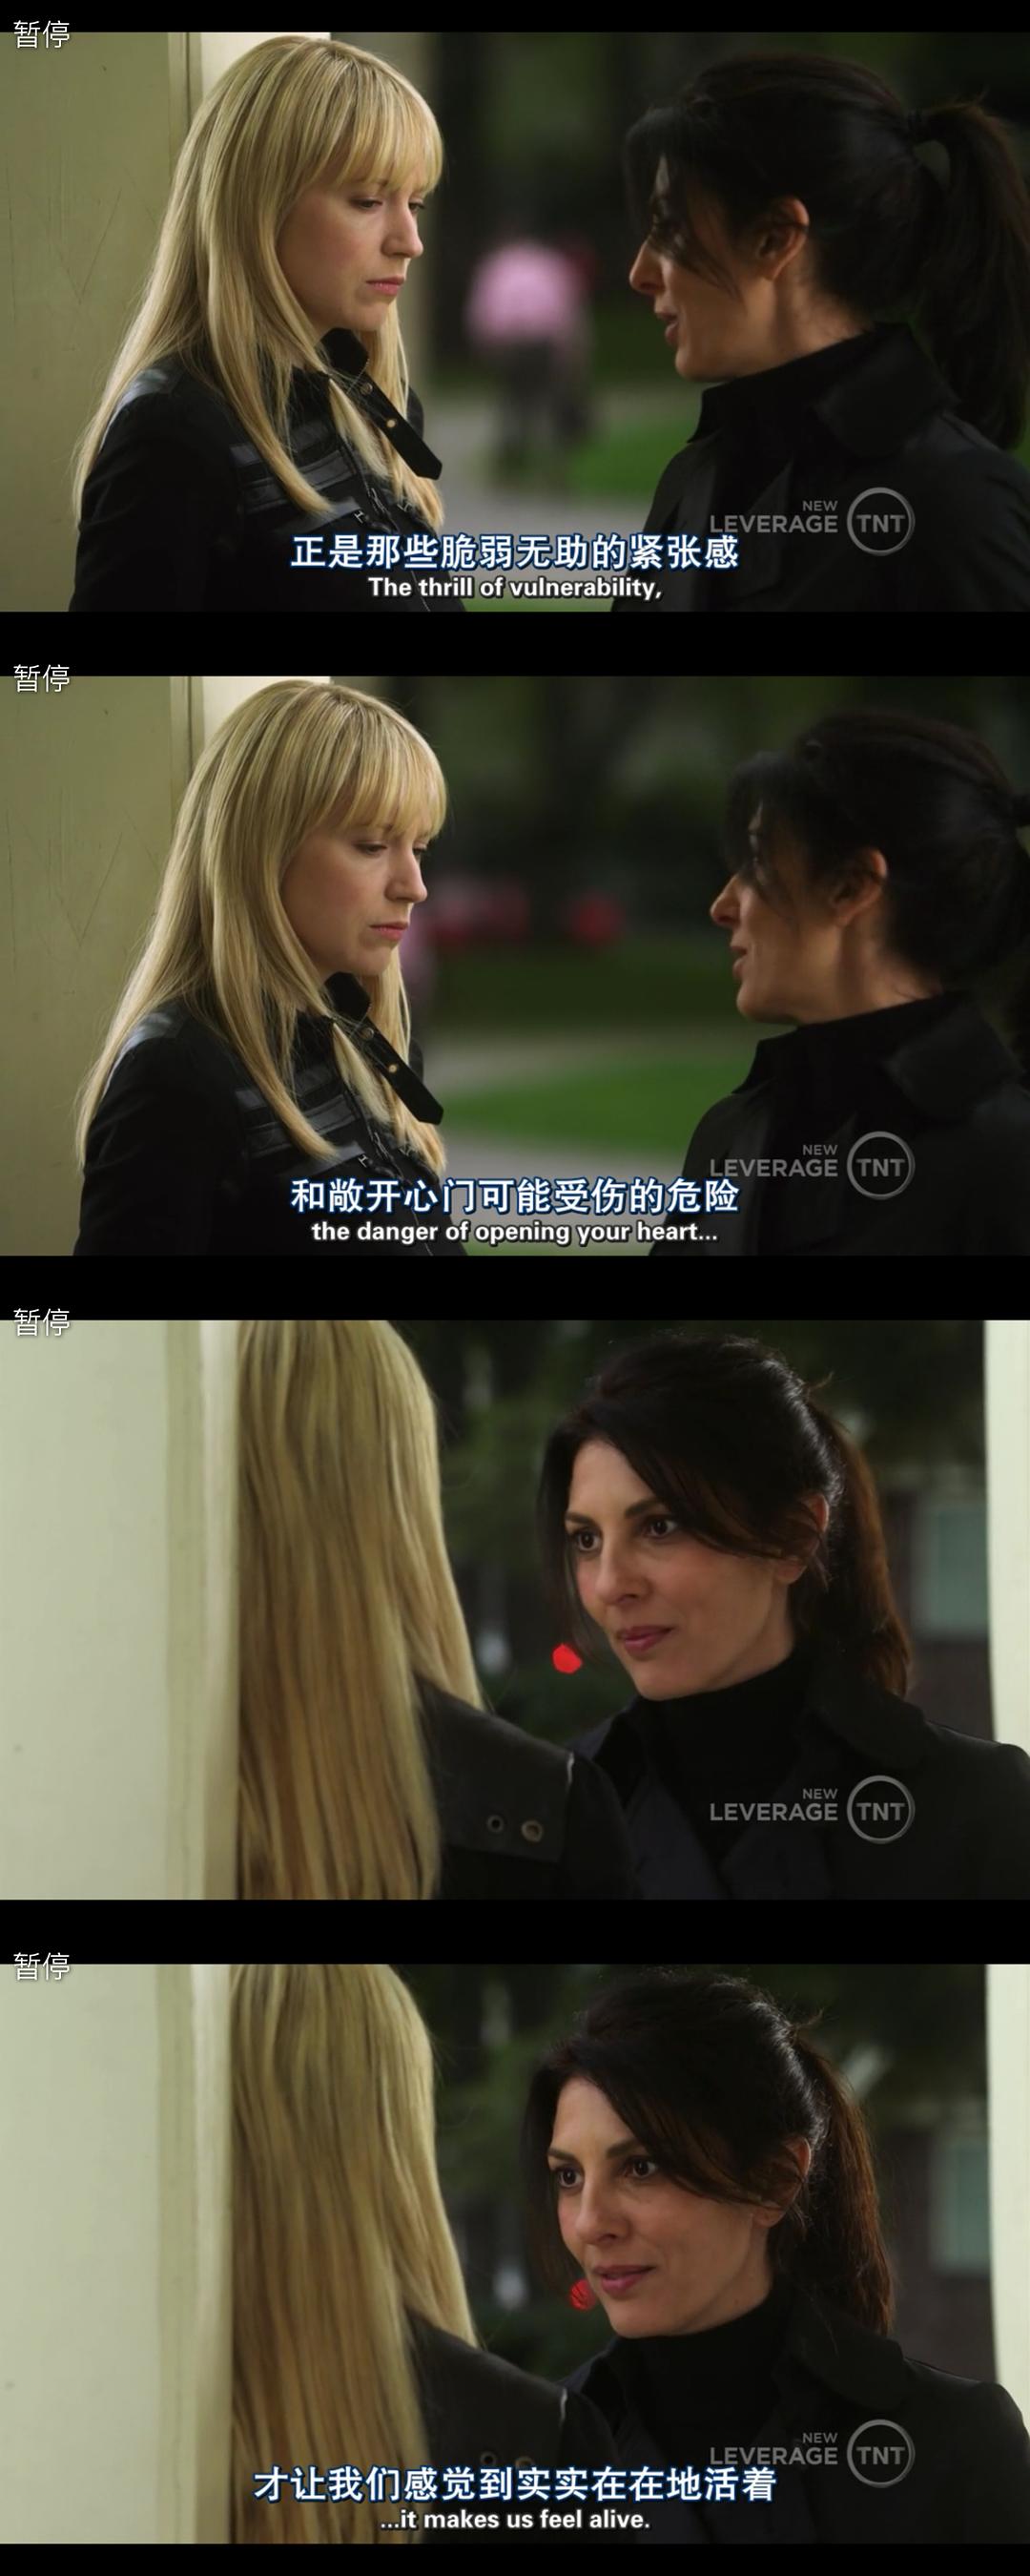 暂停
NEW
LEVERAGE TNT
正是那些脆弱无助的紧张感
The thrill of vulnerability,
暂停
NEW
LEVERAGE TNT
和敞开心门可能受伤的危险
the danger of opening your heart...
暂停
NEW
LEVERAGE TNT
暂停
NEW
LEVERAGE TNT
才让我们感觉到实实在在地活着
...it makes us feel alive.